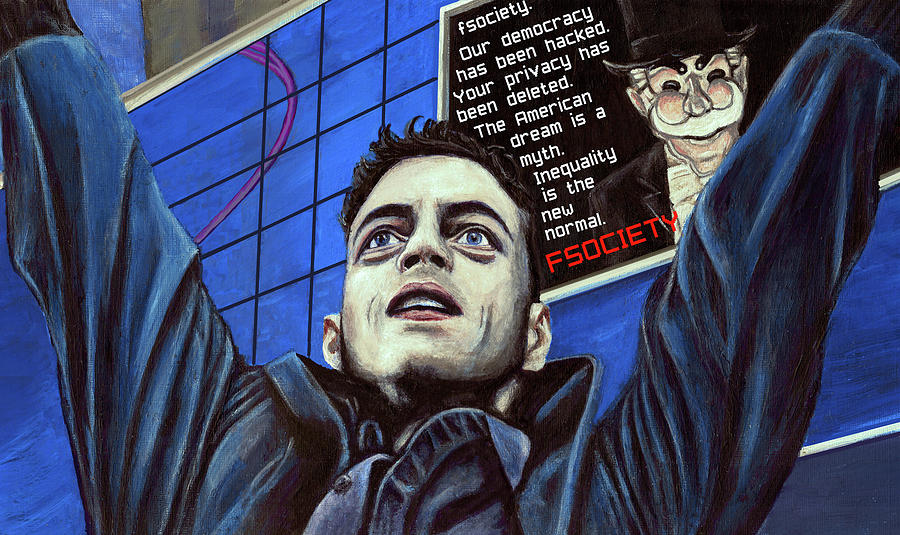 fsociety.
Our democracy
has been hacked.
Your privacy has
been deleted.
The American
dream is a
myth.
Inequality
is the
new
normal.
FSOCIETY